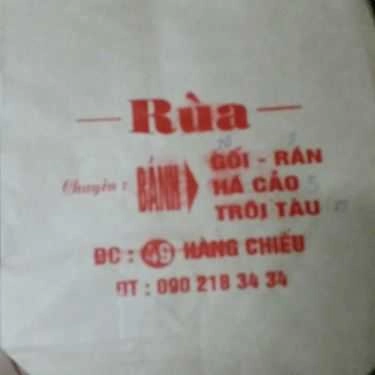 Rùa
Chuyên : BÁNH
GỐI - RÁN
HÁ CẢO
TRÔI TÀU
ĐC : 49 HÀNG CHIẾU
ĐT : 090 218 34 34